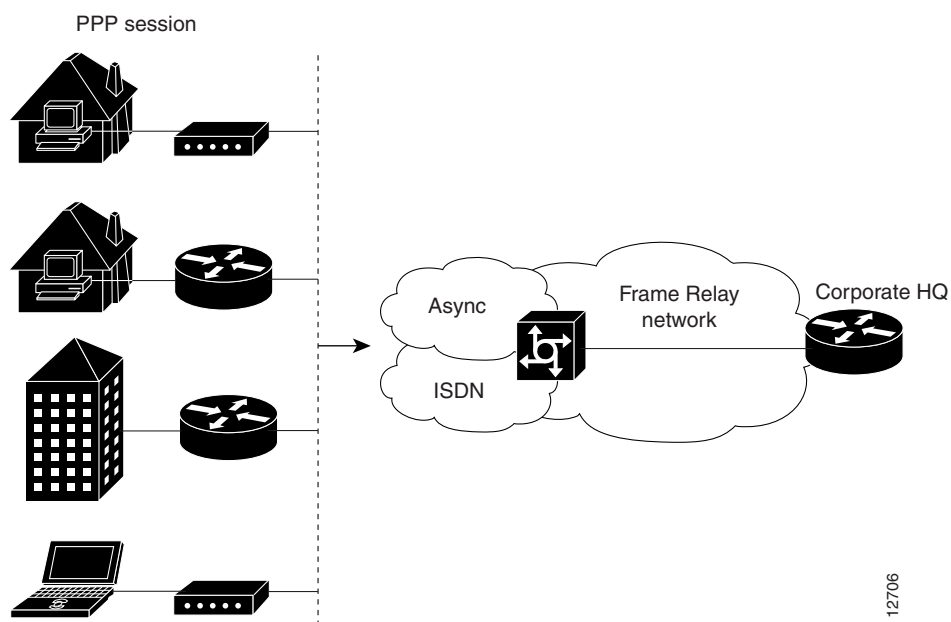 PPP session
Async
Frame Relay
network
Corporate HQ
ISDN
12706